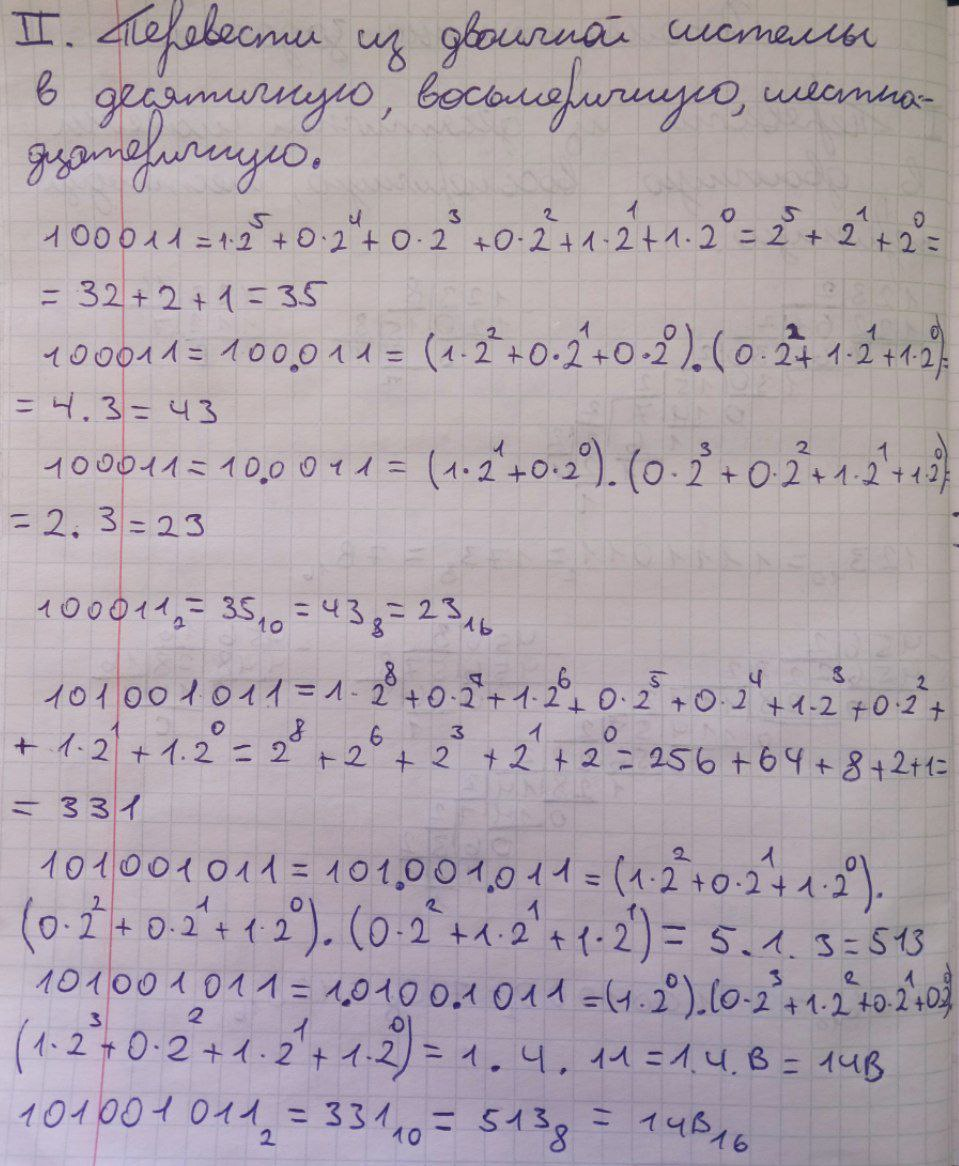 II. Перевести из двоичной системы
в десятичную, восьмеричную, шестна-
дцатеричную.
100011 = 1·2⁵ + 0·2⁴ + 0·2³ + 0·2² + 1·2¹ + 1·2⁰ = 2⁵ + 2¹ + 2⁰ =
= 32 + 2 + 1 = 35
100011 = 100.011 = (1·2² + 0·2¹ + 0·2⁰).(0·2² + 1·2¹ + 1·2⁰) =
= 4.3 = 43
100011 = 10.0011 = (1·2¹ + 0·2⁰).(0·2³ + 0·2² + 1·2¹ + 1·2⁰) =
= 2.3 = 23
100011₂ = 35₁₀ = 43₈ = 23₁₆
101001011 = 1·2⁸ + 0·2⁷ + 1·2⁶ + 0·2⁵ + 0·2⁴ + 1·2³ + 0·2² +
+ 1·2¹ + 1·2⁰ = 2⁸ + 2⁶ + 2³ + 2¹ + 2⁰ = 256 + 64 + 8 + 2 + 1 =
= 331
101001011 = 101.001.011 = (1·2² + 0·2¹ + 1·2⁰).
(0·2² + 0·2¹ + 1·2⁰).(0·2² + 1·2¹ + 1·2¹) = 5.1.3 = 513
101001011 = 1.0100.1011 = (1·2⁰).(0·2³ + 1·2² + 0·2¹ + 0·2⁰)
(1·2³ + 0·2² + 1·2¹ + 1·2⁰) = 1.4.11 = 1.4.B = 14B
101001011₂ = 331₁₀ = 513₈ = 14B₁₆